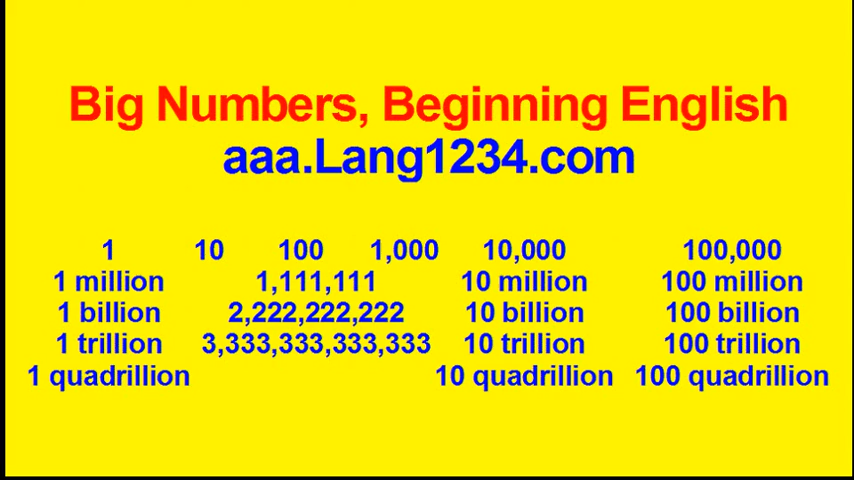 Big Numbers, Beginning English
aaa.Lang1234.com
1 10 100 1,000 10,000 100,000
1 million 1,111,111 10 million 100 million
1 billion 2,222,222,222 10 billion 100 billion
1 trillion 3,333,333,333,333 10 trillion 100 trillion
1 quadrillion 10 quadrillion 100 quadrillion